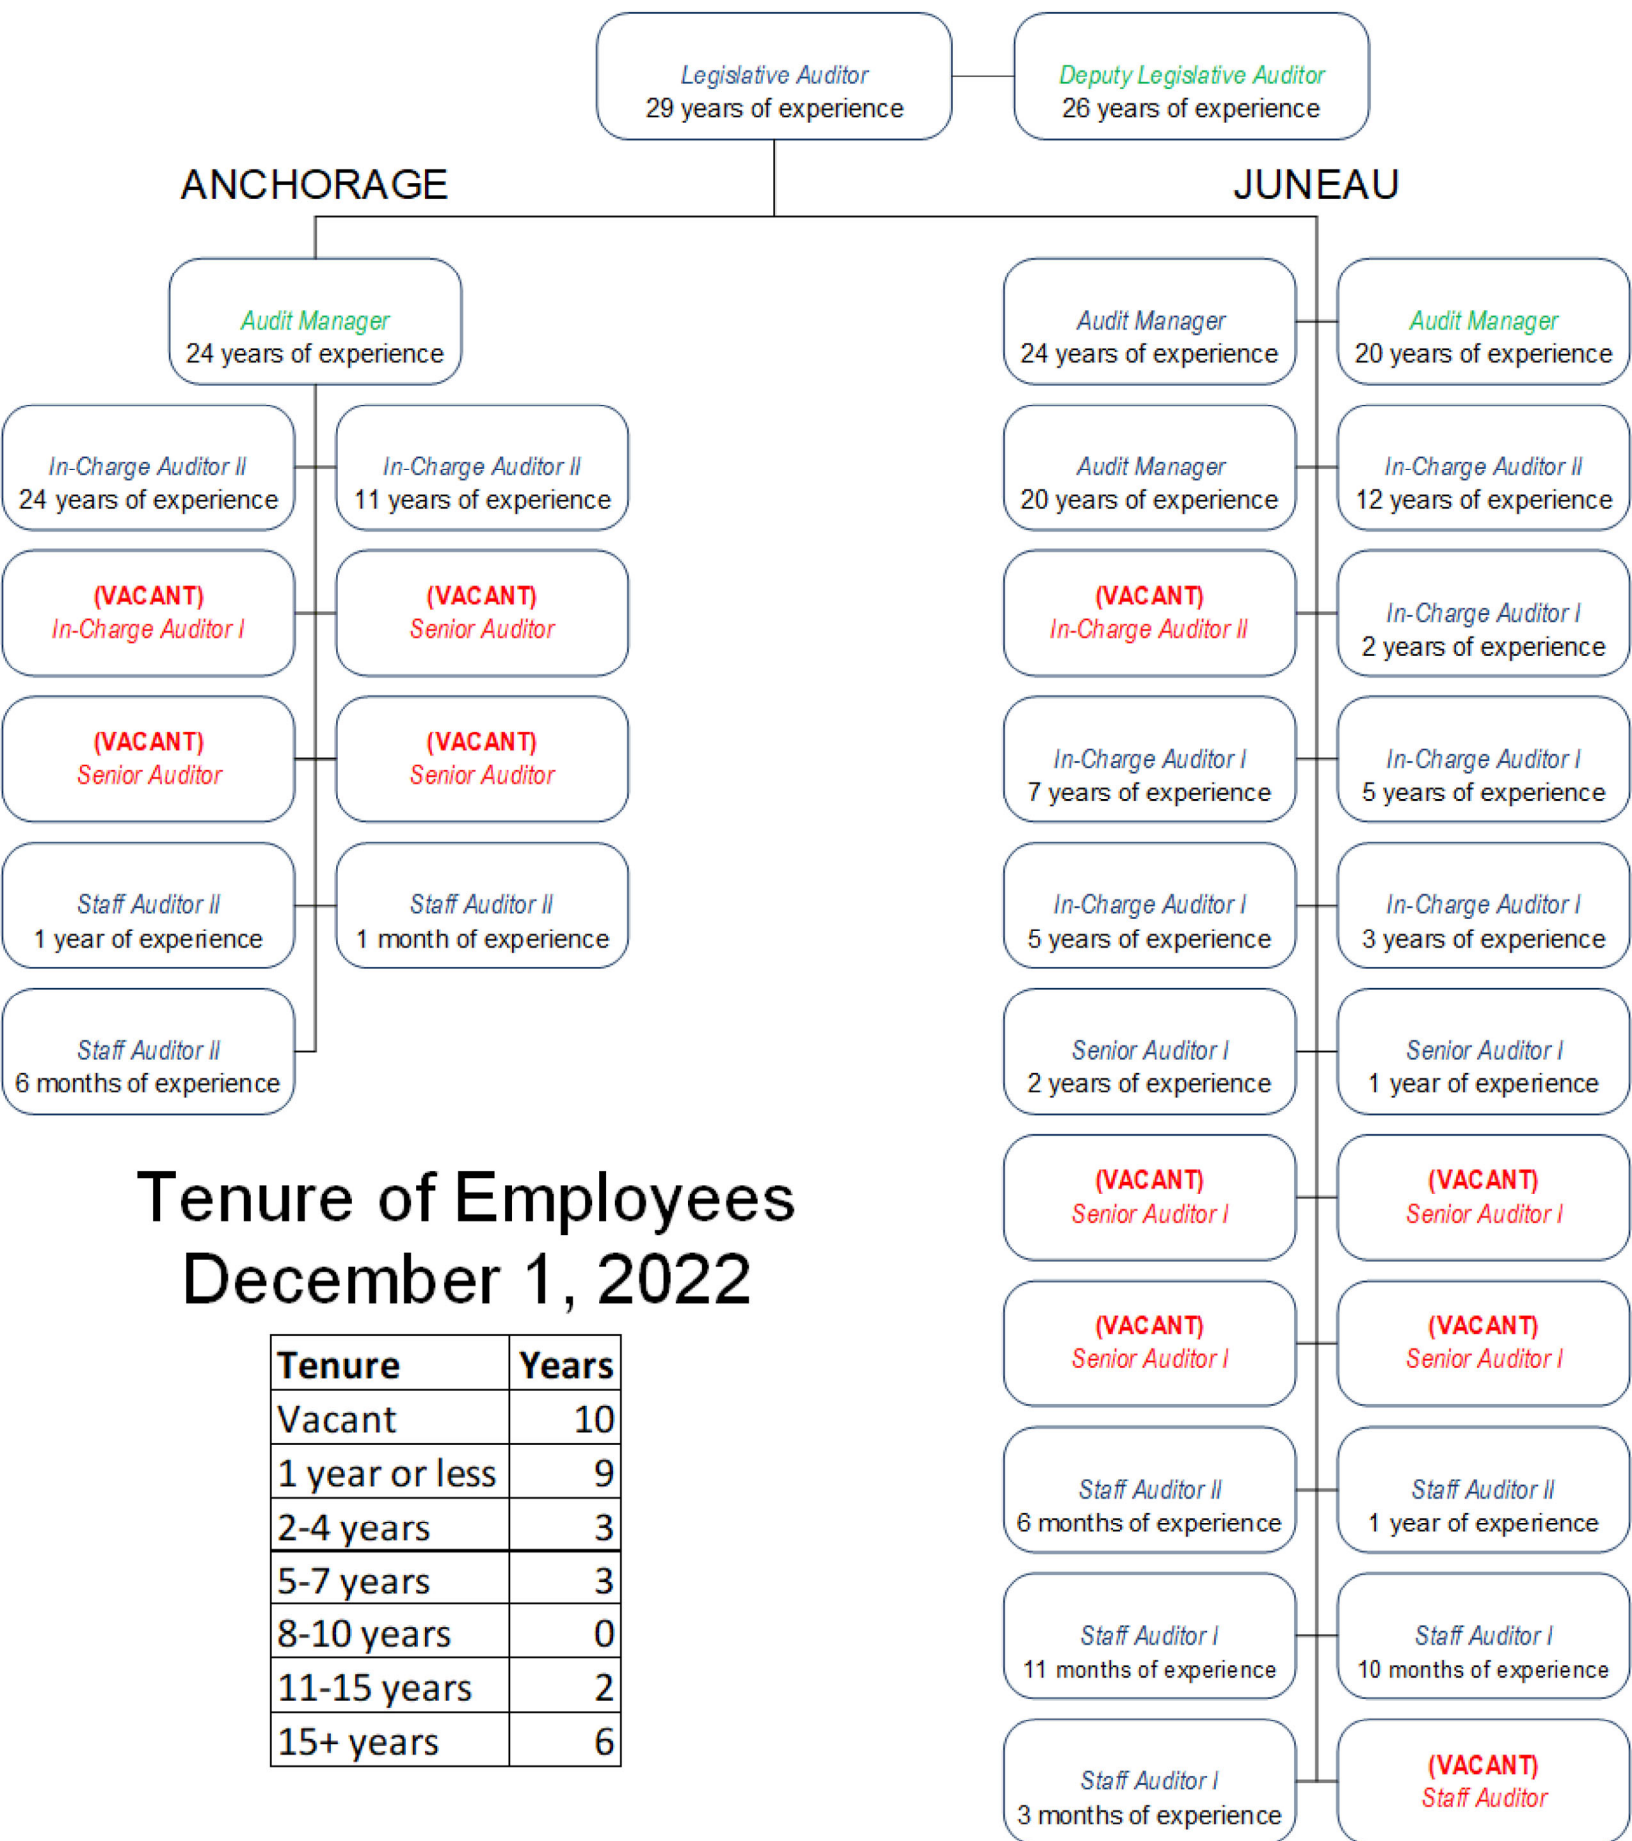 Legislative Auditor
29 years of experience
Deputy Legislative Auditor
26 years of experience
ANCHORAGE
JUNEAU
Audit Manager
24 years of experience
In-Charge Auditor II
24 years of experience
In-Charge Auditor II
11 years of experience
(VACANT)
In-Charge Auditor I
(VACANT)
Senior Auditor
(VACANT)
Senior Auditor
(VACANT)
Senior Auditor
Staff Auditor II
1 year of experience
Staff Auditor II
1 month of experience
Staff Auditor II
6 months of experience
Audit Manager
24 years of experience
Audit Manager
20 years of experience
Audit Manager
20 years of experience
In-Charge Auditor II
12 years of experience
(VACANT)
In-Charge Auditor II
In-Charge Auditor I
2 years of experience
In-Charge Auditor I
7 years of experience
In-Charge Auditor I
5 years of experience
In-Charge Auditor I
5 years of experience
In-Charge Auditor I
3 years of experience
Senior Auditor I
2 years of experience
Senior Auditor I
1 year of experience
(VACANT)
Senior Auditor I
(VACANT)
Senior Auditor I
(VACANT)
Senior Auditor I
(VACANT)
Senior Auditor I
Staff Auditor II
6 months of experience
Staff Auditor II
1 year of experience
Staff Auditor I
11 months of experience
Staff Auditor I
10 months of experience
Staff Auditor I
3 months of experience
(VACANT)
Staff Auditor
Tenure of Employees
December 1, 2022
Tenure Years
Vacant 10
1 year or less 9
2-4 years 3
5-7 years 3
8-10 years 0
11-15 years 2
15+ years 6